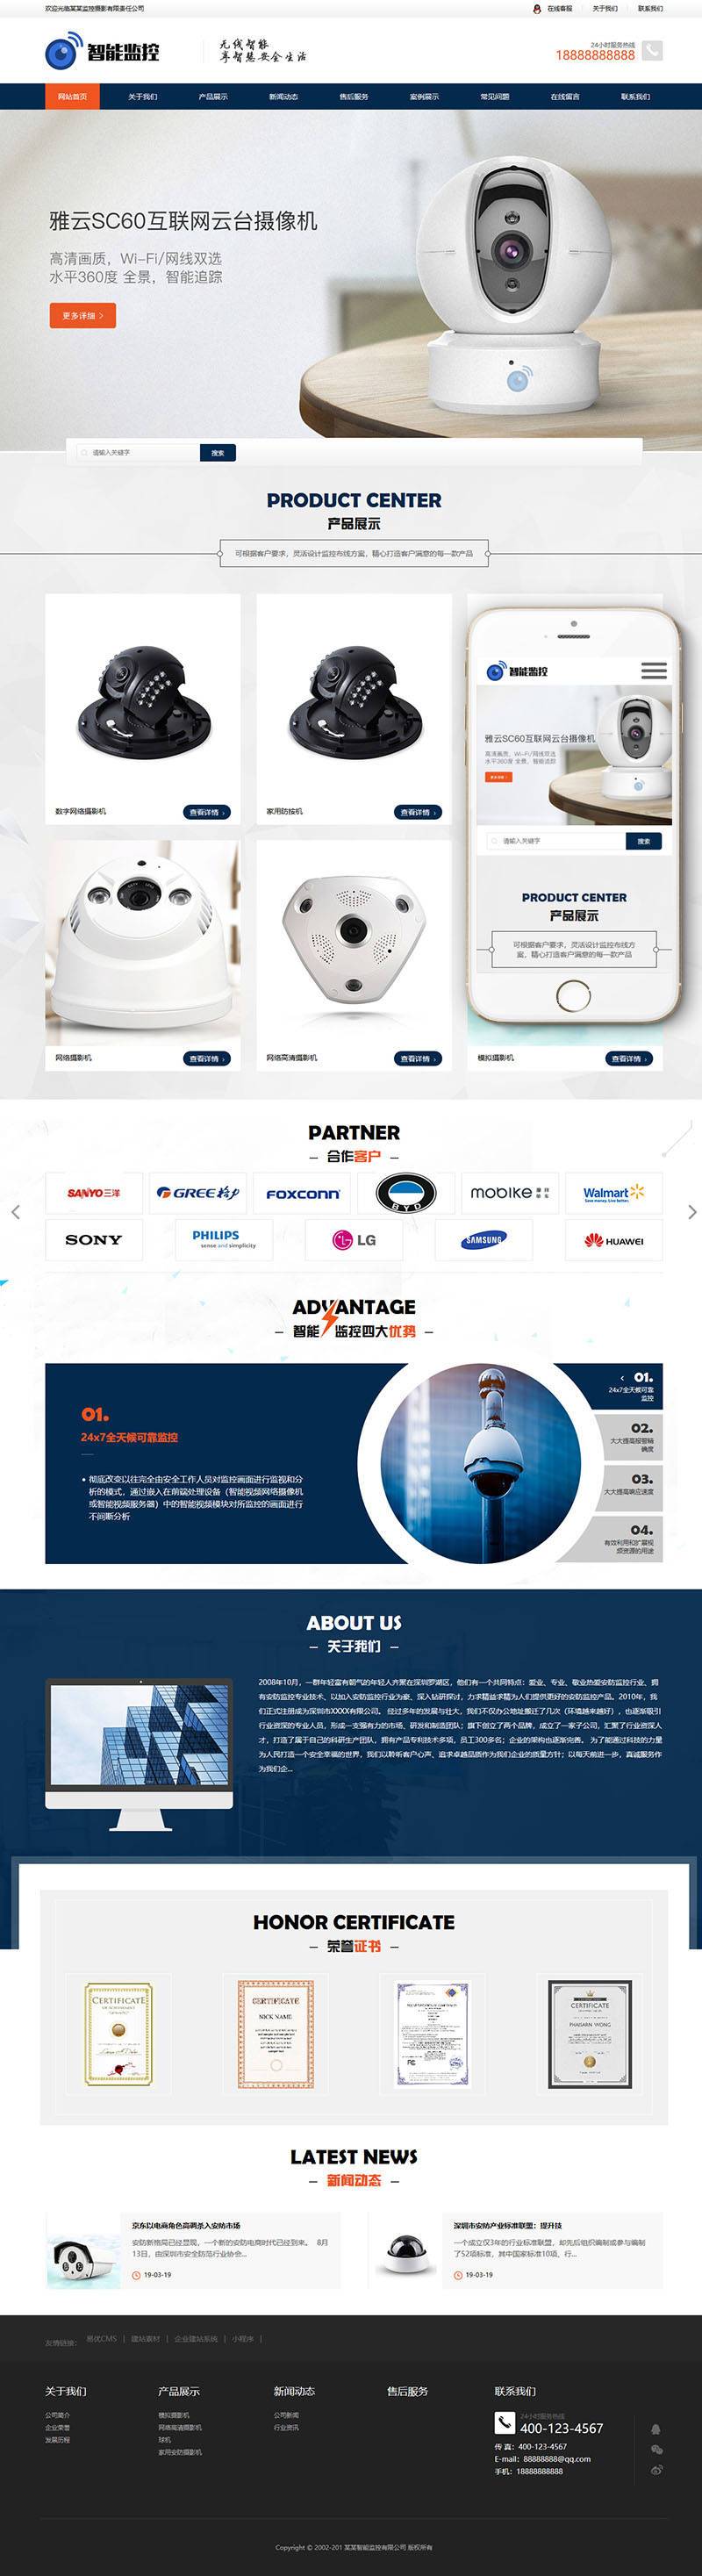 欢迎光临某某监控摄影有限责任公司
在线客服
关于我们
联系我们
智能监控
无线智能
享智慧安全生活
24小时服务热线
18888888888
网站首页
关于我们
产品展示
新闻动态
售后服务
案例展示
常见问题
在线留言
联系我们
雅云SC60互联网云台摄像机
高清画质，Wi-Fi/网线双选
水平360度 全景，智能追踪
更多详细 >
请输入关键字
搜索
PRODUCT CENTER
产品展示
可根据客户要求，灵活设计监控布线方案，精心打造客户满意的每一款产品
数字网络摄影机
查看详情 ›
家用防按机
查看详情 ›
智能监控
雅云SC60互联网云台摄像机
高清画质，Wi-Fi/网线双选
水平360度 全景，智能追踪
更多详细 >
请输入关键字
搜索
PRODUCT CENTER
产品展示
可根据客户要求，灵活设计监控布线方
案，精心打造客户满意的每一款产品
网络摄影机
查看详情 ›
网络高清摄影机
查看详情 ›
模拟摄影机
查看详情 ›
PARTNER
合作客户
SANYO三洋
GREE格力
FOXCONN
BYD
mobike 摩拜单车
Walmart
Save money. Live better.
SONY
PHILIPS
sense and simplicity
LG
SAMSUNG
HUAWEI
ADVANTAGE
智能 监控四大优势
01.
24x7全天候可靠监控
彻底改变以往完全由安全工作人员对监控画面进行监视和分
析的模式，通过嵌入在前端处理设备（智能视频网络摄像机
或智能视频服务器）中的智能视频模块对所监控的画面进行
不间断分析
01.
24x7全天候可靠
监控
02.
大大提高报警精
确度
03.
大大提高响应速度
04.
有效利用和扩展视
频资源的用途
ABOUT US
关于我们
2008年10月，一群年轻富有朝气的年轻人齐聚在深圳罗湖区，他们有一个共同特点：爱业、专业、敬业热爱安防监控行业、拥
有安防监控专业技术、以加入安防监控行业为豪、深入钻研探讨，力求精益求精为人们提供更好的安防监控产品。2010年，我
们正式注册成为深圳市XXXX有限公司。 经过多年的发展与壮大，我们不仅办公地址搬迁了几次（环境越来越好），也逐渐吸引
行业资深的专业人员，形成一支强有力的市场、研发和制造团队；旗下创立了两个品牌，成立了一家子公司，汇聚了行业资深人
才，打造了属于自己的科研生产团队，拥有产品专利技术多项，员工300多名；企业的架构也逐渐完善。 为了能通过科技的力量
为人民打造一个安全幸福的世界，我们以聆听客户心声、追求卓越品质作为我们企业的质量方针；以每天前进一步，真诚服务作
为我们企...
HONOR CERTIFICATE
荣誉证书
CERTIFICATE
CERTIFICATE
NICK NAME
CERTIFICATE
PHAISARN WONG
LATEST NEWS
新闻动态
京东以电商角色高调杀入安防市场
安防新格局已经显现，一个新的安防电商时代已经到来。 8月
13日，由深圳市安全防范行业协会...
19-03-19
深圳市安防产业标准联盟：提升技
一个成立仅3年的行业标准联盟，却先后组织编制或参与编制
了52项标准，其中国家标准10项，行...
19-03-19
友情链接：
易优CMS | 建站素材 | 企业建站系统 | 小程序 |
关于我们
公司简介
企业荣誉
发展历程
产品展示
模拟摄影机
网络高清摄影机
球机
家用安防摄影机
新闻动态
公司新闻
行业资讯
售后服务
联系我们
24小时服务热线
400-123-4567
传 真：400-123-4567
E-mail：88888888@qq.com
手机：18888888888
Copyright © 2002-201 某某智能监控有限公司 版权所有